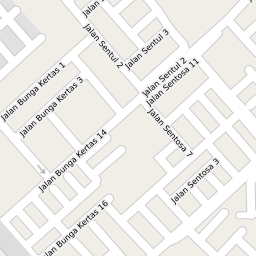 Jalan
Jalan
Jalan Sentul 2
Jalan Sentul 3
Jalan Bunga Kertas 1
Jalan Sentul 2
Jalan Sentosa 11
Jalan Bunga Kertas 3
Jalan Sentosa 7
Jalan Bunga Kertas 14
Jalan Sentosa 3
Jalan Bunga Kertas 16